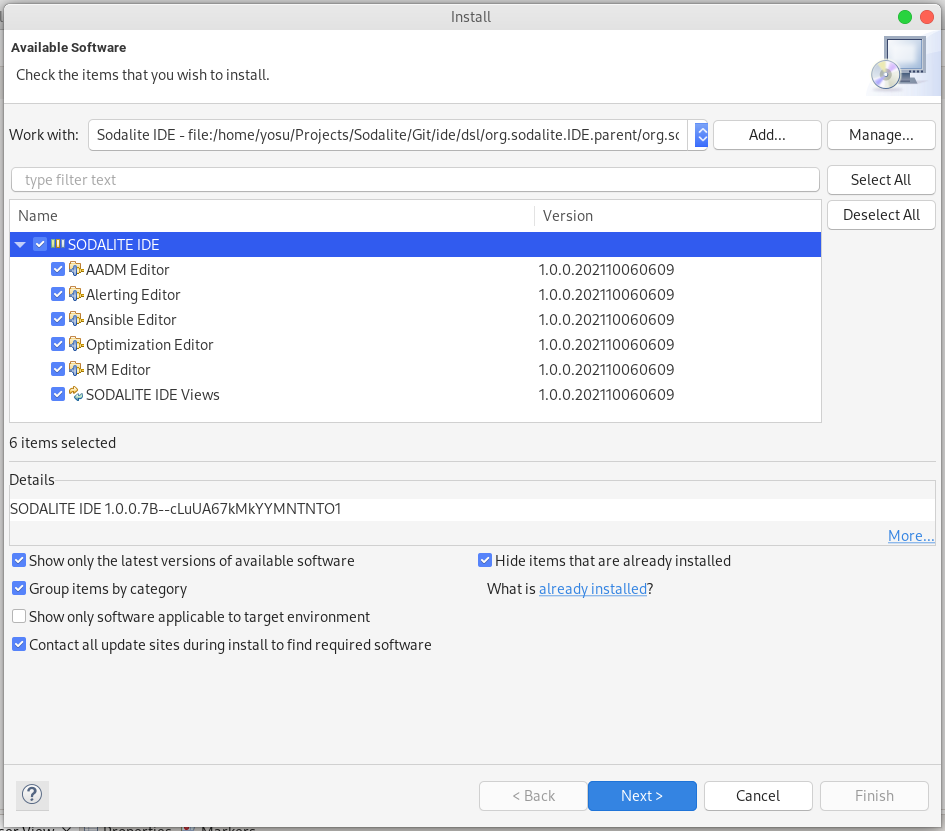 Install
Available Software
Check the items that you wish to install.
Work with: Sodalite IDE - file:/home/yosu/Projects/Sodalite/Git/ide/dsl/org.sodalite.IDE.parent/org.sc Add... Manage...
type filter text Select All
Name Version Deselect All
SODALITE IDE
AADM Editor 1.0.0.202110060609
Alerting Editor 1.0.0.202110060609
Ansible Editor 1.0.0.202110060609
Optimization Editor 1.0.0.202110060609
RM Editor 1.0.0.202110060609
SODALITE IDE Views 1.0.0.202110060609
6 items selected
Details
SODALITE IDE 1.0.0.7B--cLuUA67kMkYYMNTNTO1
More...
Show only the latest versions of available software Hide items that are already installed
Group items by category What is already installed?
Show only software applicable to target environment
Contact all update sites during install to find required software
? < Back Next > Cancel Finish